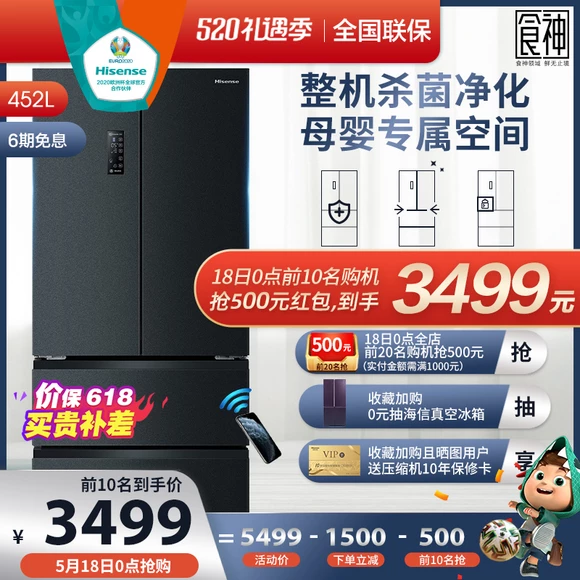 EURO2020
Hisense
2020欧洲杯全球官方
合作伙伴
520礼遇季 全国联保
食神
食神领域 鲜无止境
452L
6期免息
Hisense
整机杀菌净化
母婴专属空间
18日0点前10名购机
抢500元红包,到手
3499元
500元
前20名抢
18日0点全店
前20名购机抢500元
(实付金额需满1000元)
抢
收藏加购
0元抽海信真空冰箱
抽
VIP
收藏加购且晒图用户
送压缩机10年保修卡
享
价保618
买贵补差
前10名到手价
¥3499
5月18日0点抢购
=5499-1500-500
活动价 下单立减 前10名抢